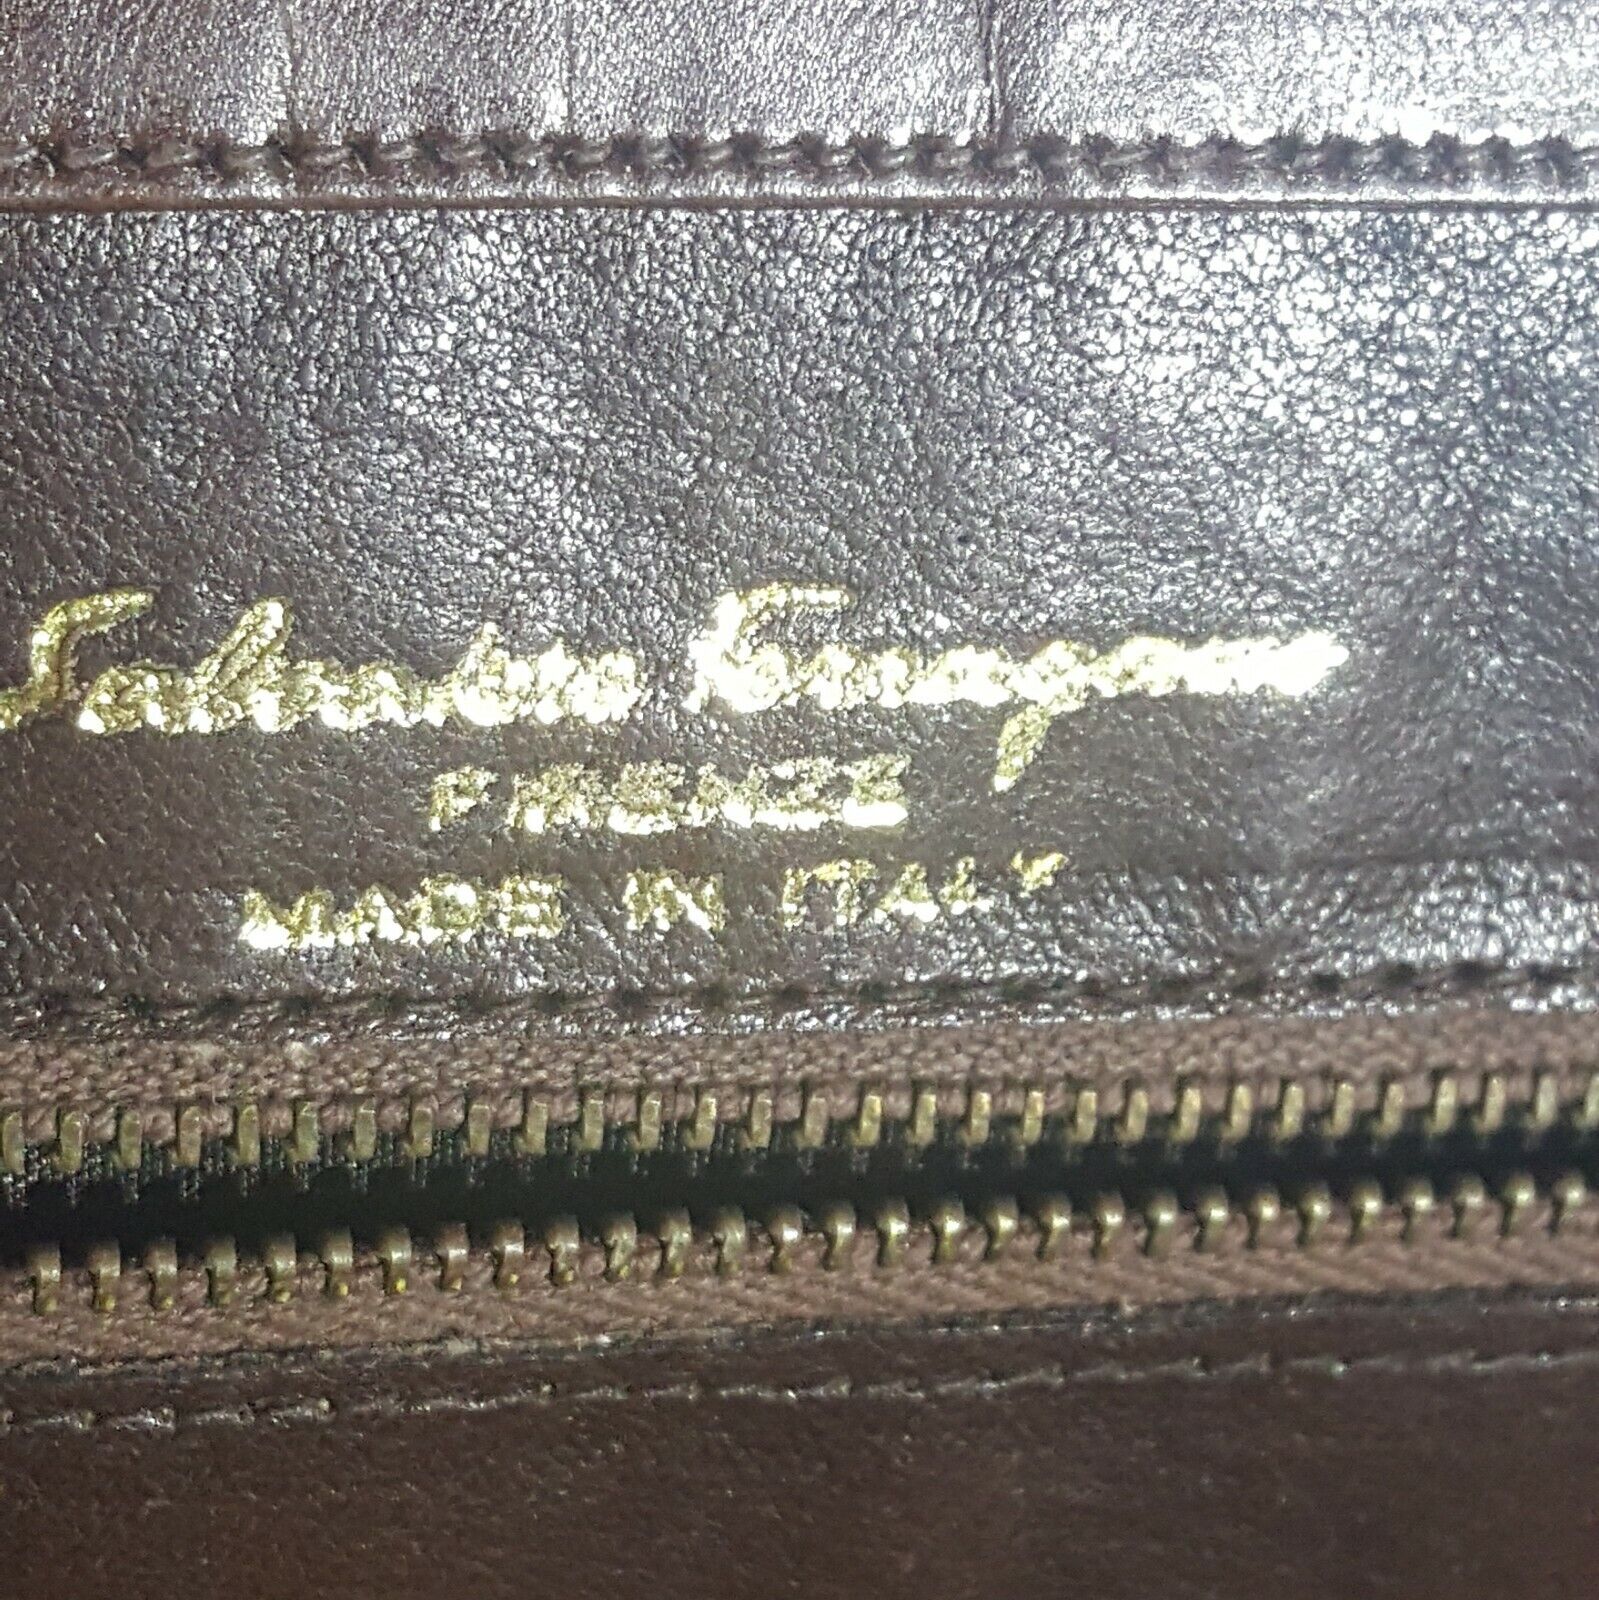 Salvatore Ferragamo
FIRENZE
MADE IN ITALY